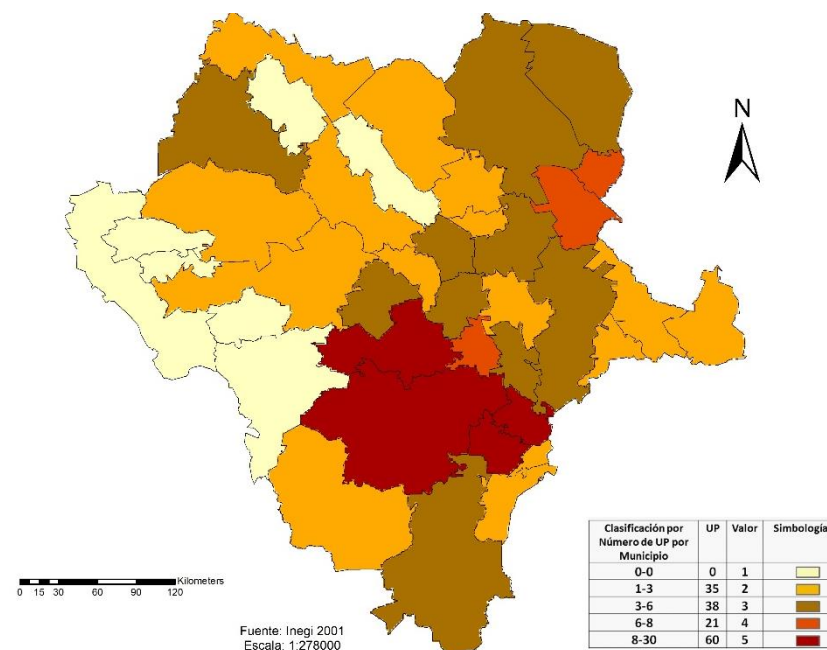 N
Kilometers
0 15 30 60 90 120
Fuente: Inegi 2001
Escala: 1:278000
Clasificación por Número de UP por Municipio UP Valor Simbología
0-0 0 1
1-3 35 2
3-6 38 3
6-8 21 4
8-30 60 5